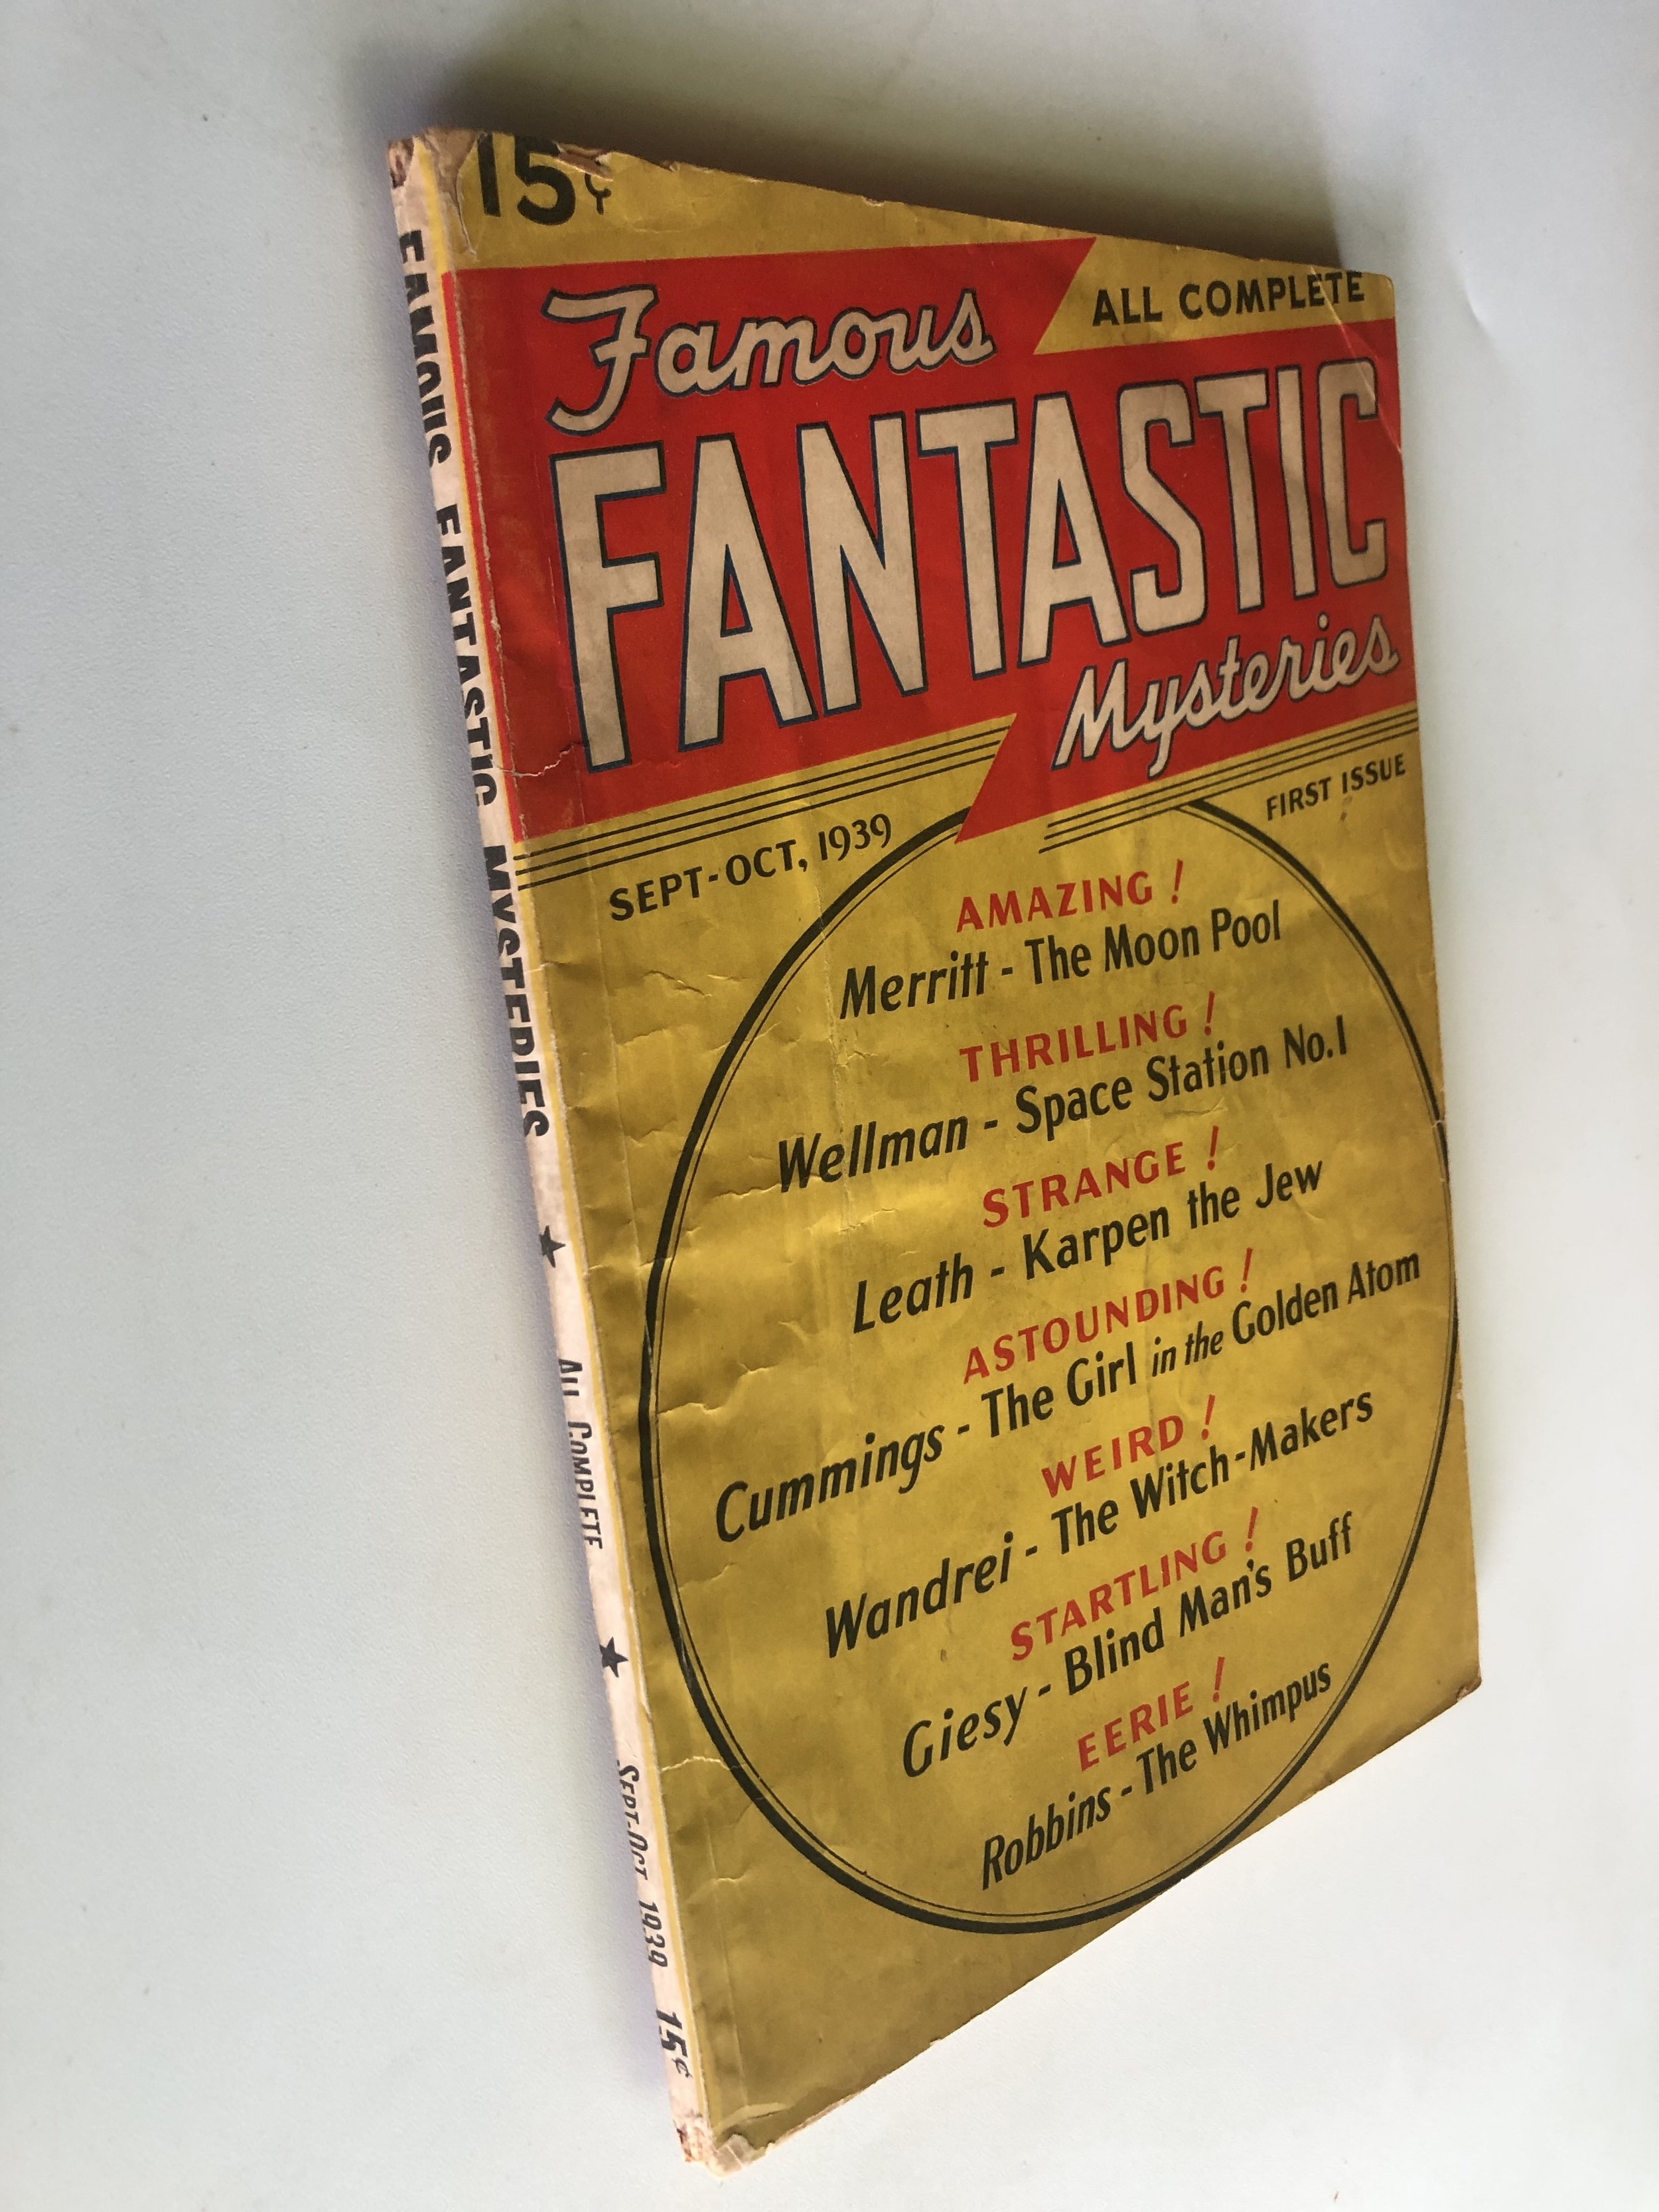 15¢
ALL COMPLETE
Famous
FANTASTIC
Mysteries
SEPT-OCT, 1939
FIRST ISSUE
AMAZING!
Merritt - The Moon Pool
THRILLING!
Wellman - Space Station No.1
STRANGE!
Leath - Karpen the Jew
ASTOUNDING!
Cummings - The Girl in the Golden Atom
WEIRD!
Wandrei - The Witch-Makers
STARTLING!
Giesy - Blind Man's Buff
EERIE!
Robbins - The Whimpus
FAMOUS FANTASTIC MYSTERIES ★ ALL COMPLETE ★ SEPT-OCT 1939 15¢